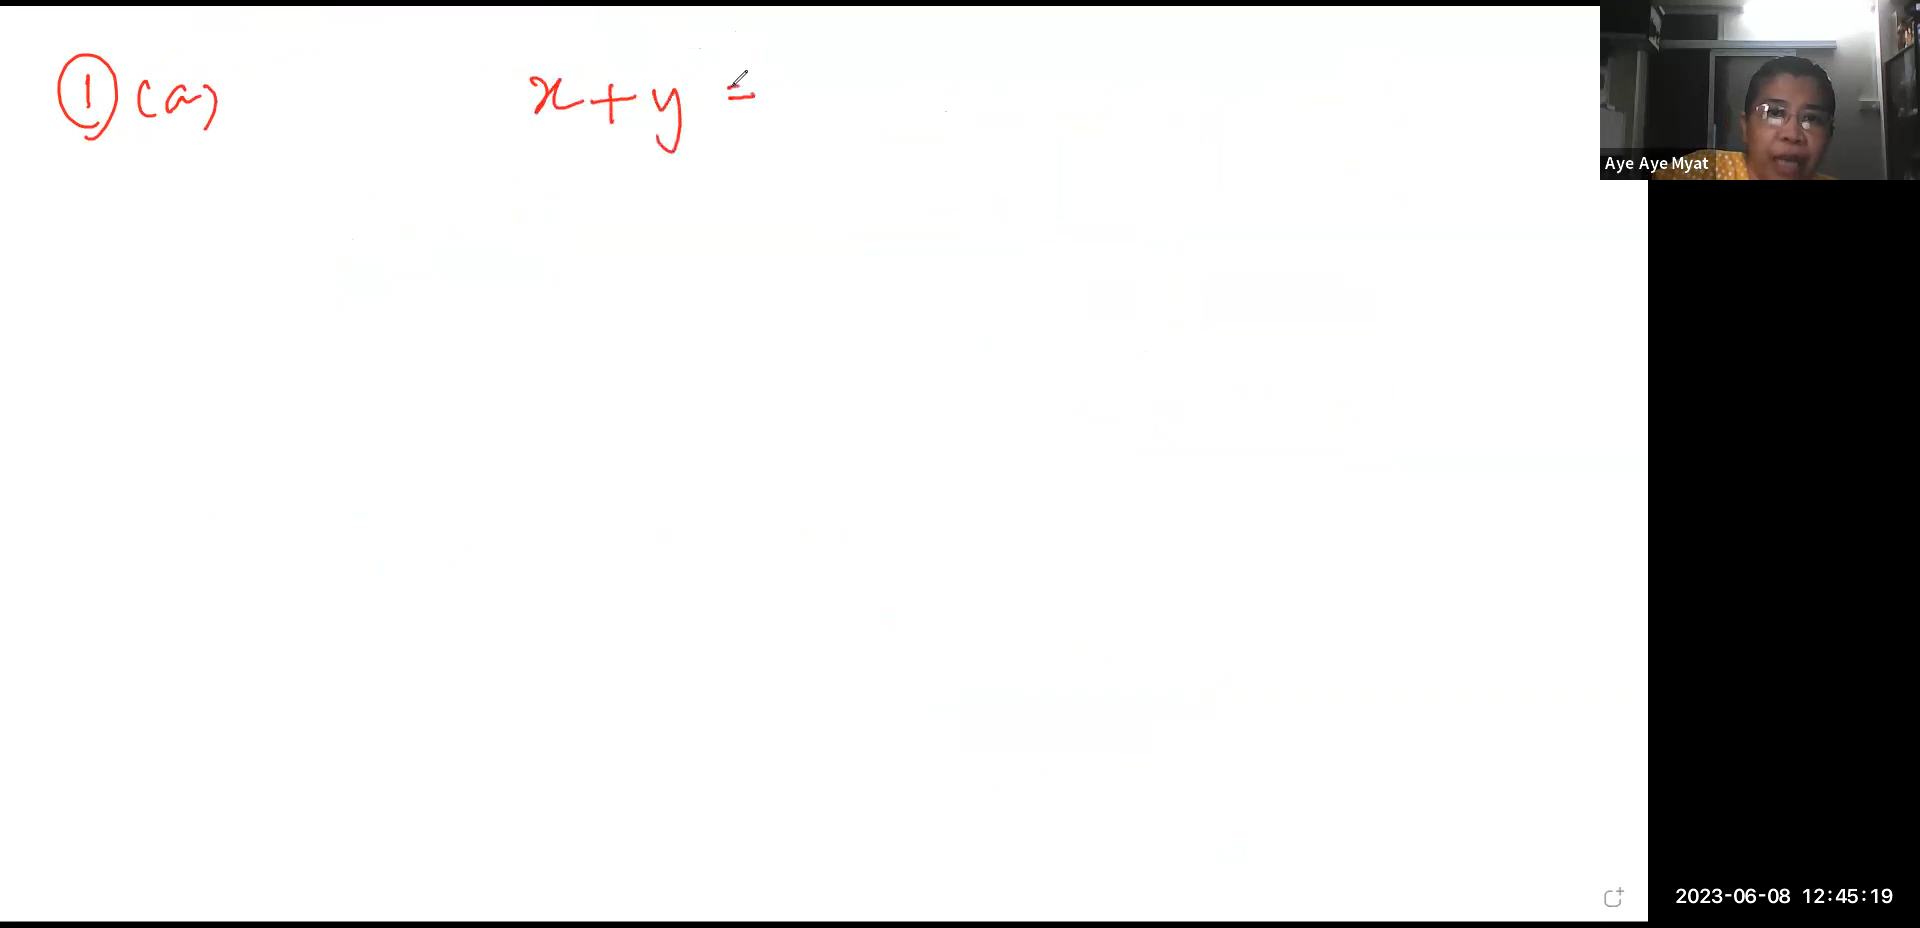 ① (a) x + y =
Aye Aye Myat
2023-06-08 12:45:19